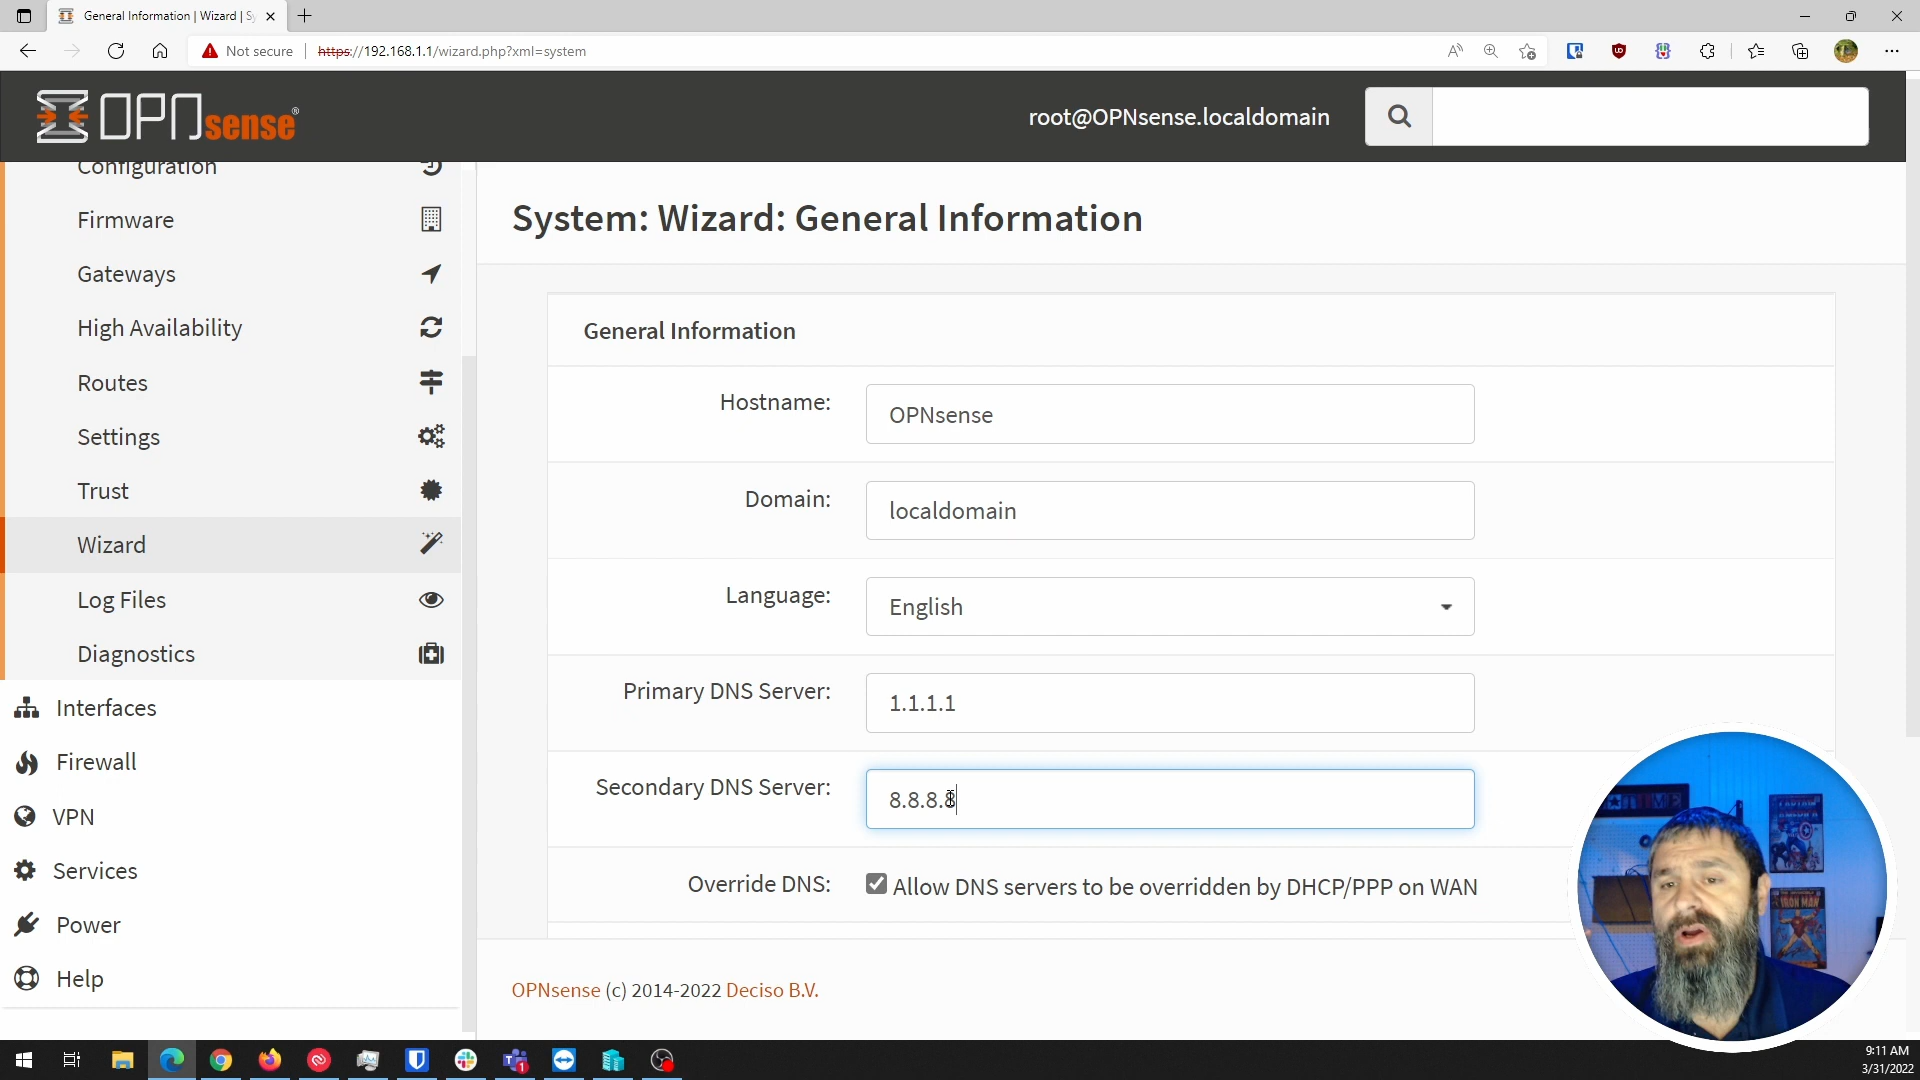 General Information | Wizard | Sy
Not secure
https://192.168.1.1/wizard.php?xml=system
OPNsense®
root@OPNsense.localdomain
Configuration
Firmware
Gateways
High Availability
Routes
Settings
Trust
Wizard
Log Files
Diagnostics
Interfaces
Firewall
VPN
Services
Power
Help
System: Wizard: General Information
General Information
Hostname:
OPNsense
Domain:
localdomain
Language:
English
Primary DNS Server:
1.1.1.1
Secondary DNS Server:
8.8.8.8
Override DNS:
Allow DNS servers to be overridden by DHCP/PPP on WAN
OPNsense (c) 2014-2022 Deciso B.V.
IRON MAN
9:11 AM
3/31/2022